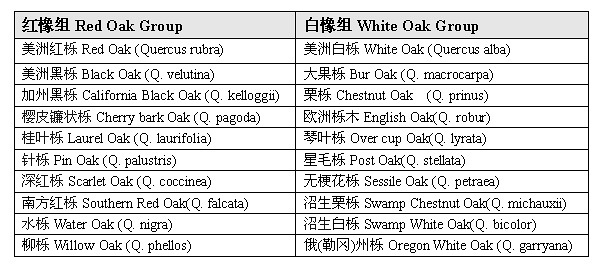 红橡组 Red Oak Group 白橡组 White Oak Group
美洲红栎 Red Oak (Quercus rubra) 美洲白栎 White Oak (Quercus alba)
美洲黑栎 Black Oak (Q. velutina) 大果栎 Bur Oak (Q. macrocarpa)
加州黑栎 California Black Oak (Q. kelloggii) 栗栎 Chestnut Oak (Q. prinus)
樱皮镰状栎 Cherry bark Oak (Q. pagoda) 欧洲栎木 English Oak(Q. robur)
桂叶栎 Laurel Oak (Q. laurifolia) 琴叶栎 Over cup Oak(Q. lyrata)
针栎 Pin Oak (Q. palustris) 星毛栎 Post Oak(Q. stellata)
深红栎 Scarlet Oak (Q. coccinea) 无梗花栎 Sessile Oak (Q. petraea)
南方红栎 Southern Red Oak(Q. falcata) 沼生栗栎 Swamp Chestnut Oak(Q. michauxii)
水栎 Water Oak (Q. nigra) 沼生白栎 Swamp White Oak(Q. bicolor)
柳栎 Willow Oak (Q. phellos) 俄(勒冈)州栎 Oregon White Oak (Q. garryana)